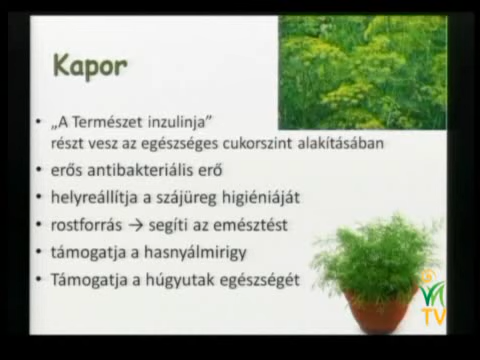 Kapor
• „A Természet inzulinja”
részt vesz az egészséges cukorszint alakításában
• erős antibakteriális erő
• helyreállítja a szájüreg higiéniáját
• rostforrás → segíti az emésztést
• támogatja a hasnyálmirigy
• Támogatja a húgyutak egészségét
TV